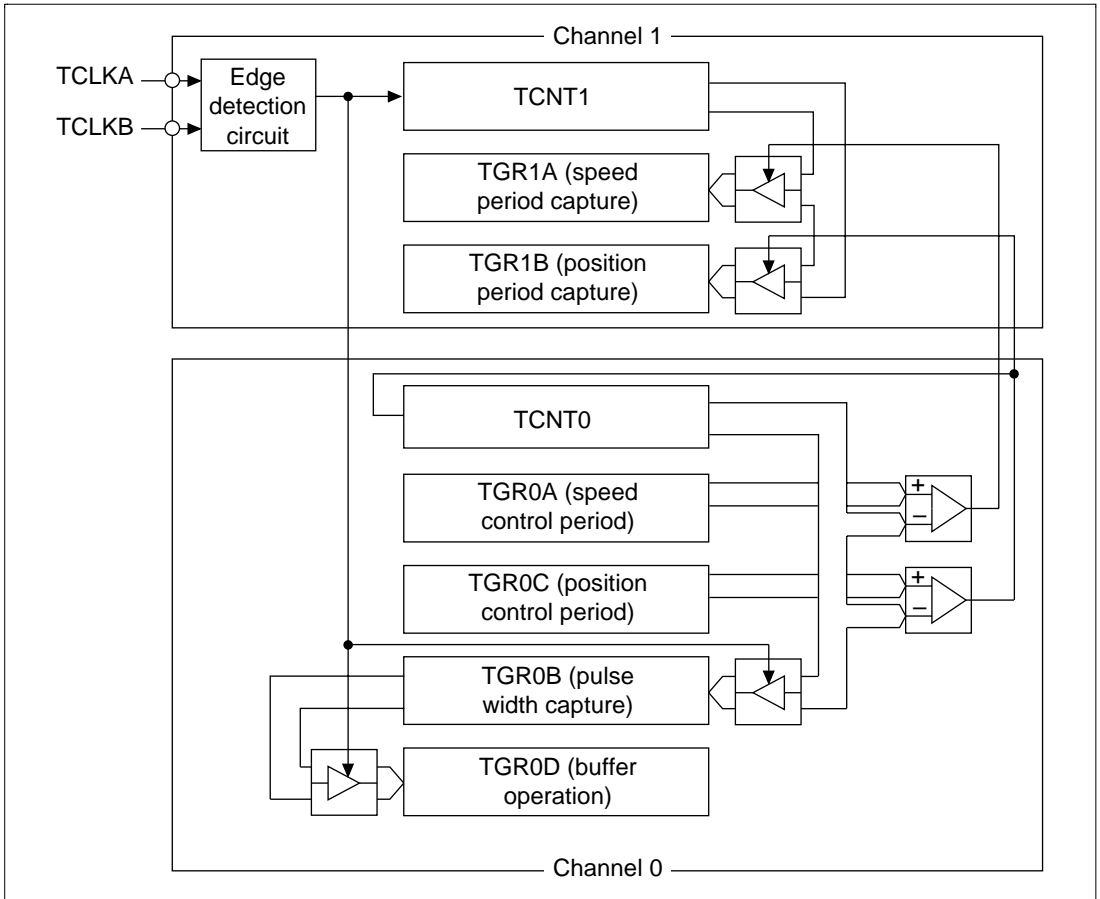 Channel 1
TCLKA
TCLKB
Edge
detection
circuit
TCNT1
TGR1A (speed
period capture)
TGR1B (position
period capture)
TCNT0
TGR0A (speed
control period)
+
−
TGR0C (position
control period)
+
−
TGR0B (pulse
width capture)
TGR0D (buffer
operation)
Channel 0